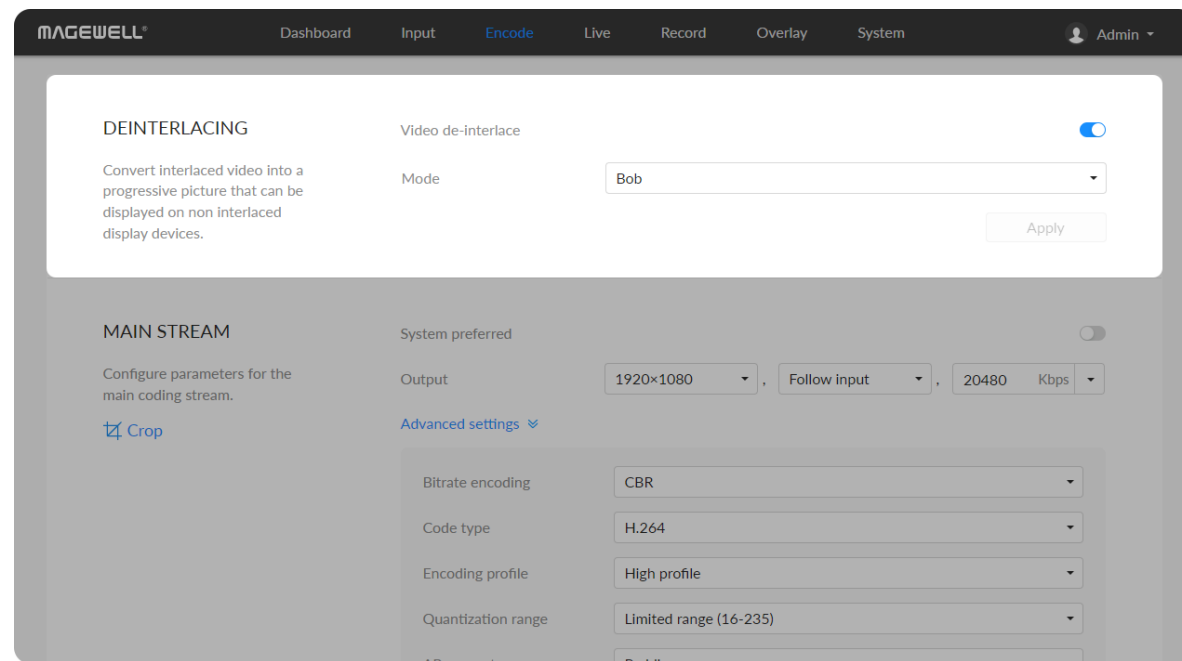 MAGEWELL®
Dashboard Input Encode Live Record Overlay System Admin
DEINTERLACING
Convert interlaced video into a
progressive picture that can be
displayed on non interlaced
display devices.
Video de-interlace
Mode Bob
Apply
MAIN STREAM
Configure parameters for the
main coding stream.
Crop
System preferred
Output 1920×1080 , Follow input , 20480 Kbps
Advanced settings
Bitrate encoding CBR
Code type H.264
Encoding profile High profile
Quantization range Limited range (16-235)